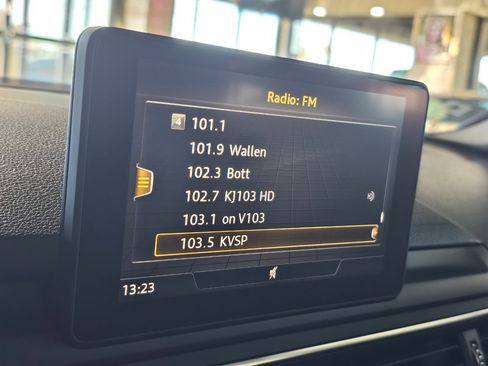 Radio: FM
4 101.1
101.9 Wallen
102.3 Bott
102.7 KJ103 HD
103.1 on V103
103.5 KVSP
13:23